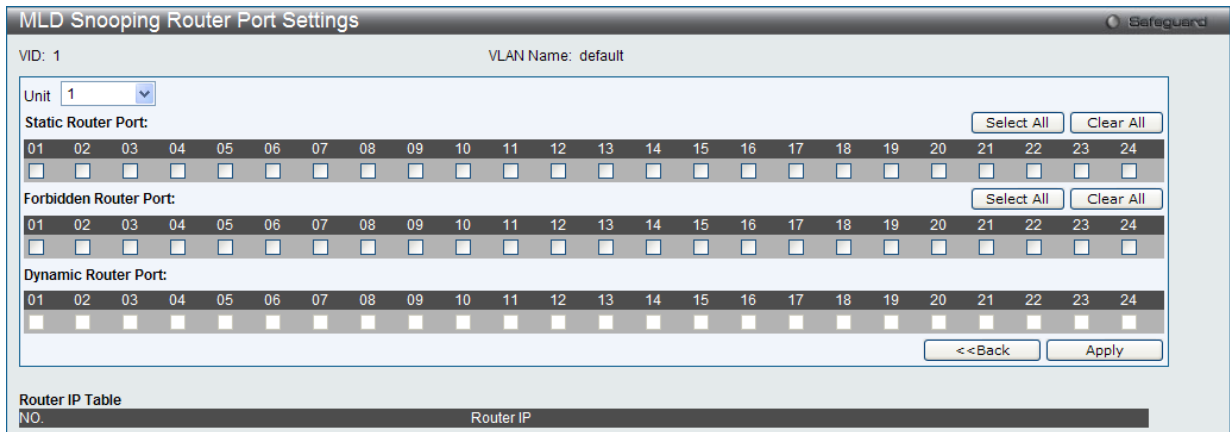 MLD Snooping Router Port Settings Safeguard
VID: 1 VLAN Name: default
Unit 1
Static Router Port: Select All Clear All
01 02 03 04 05 06 07 08 09 10 11 12 13 14 15 16 17 18 19 20 21 22 23 24
Forbidden Router Port: Select All Clear All
01 02 03 04 05 06 07 08 09 10 11 12 13 14 15 16 17 18 19 20 21 22 23 24
Dynamic Router Port:
01 02 03 04 05 06 07 08 09 10 11 12 13 14 15 16 17 18 19 20 21 22 23 24
<<Back Apply
Router IP Table
NO. Router IP